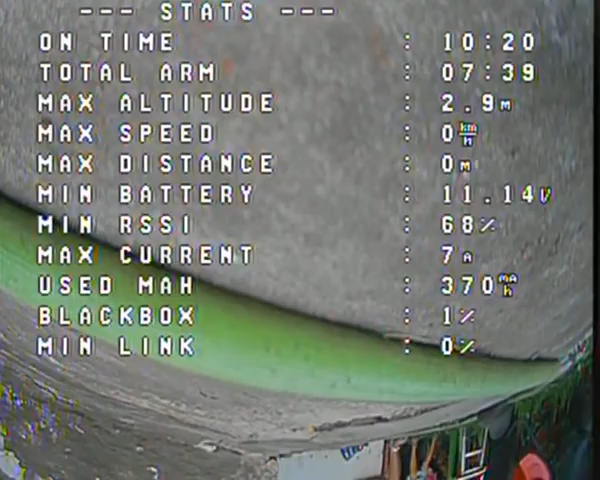 --- STATS ---
ON TIME : 10:20
TOTAL ARM : 07:39
MAX ALTITUDE : 2.9m
MAX SPEED : 0km/h
MAX DISTANCE : 0m
MIN BATTERY : 11.14V
MIN RSSI : 68%
MAX CURRENT : 7A
USED MAH : 370mAh
BLACKBOX : 1%
MIN LINK : 0%